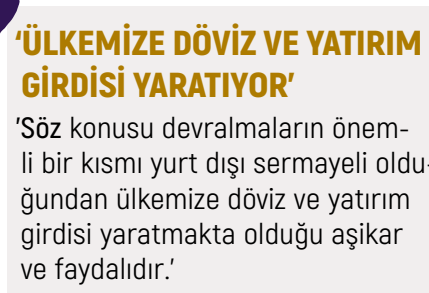 ‘ÜLKEMİZE DÖVİZ VE YATIRIM
GİRDİSİ YARATIYOR’
’Söz konusu devralmaların önem-
li bir kısmı yurt dışı sermayeli oldu-
ğundan ülkemize döviz ve yatırım
girdisi yaratmakta olduğu aşikar
ve faydalıdır.’